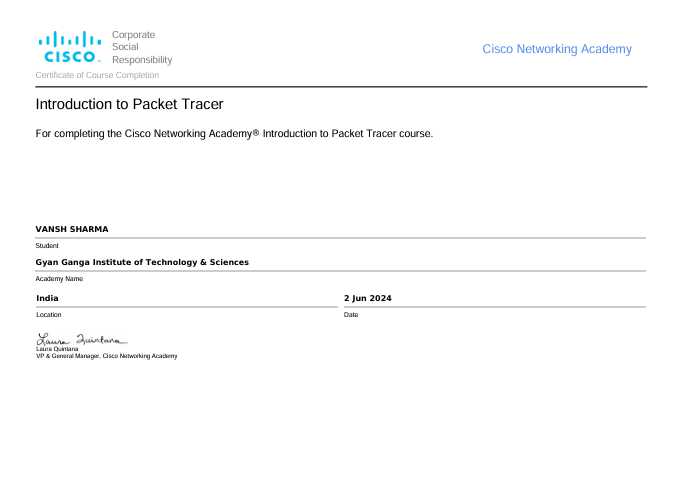 CISCO
Corporate
Social
Responsibility
Cisco Networking Academy
Certificate of Course Completion
Introduction to Packet Tracer
For completing the Cisco Networking Academy® Introduction to Packet Tracer course.
VANSH SHARMA
Student
Gyan Ganga Institute of Technology & Sciences
Academy Name
India
2 Jun 2024
Location
Date
Laura Quintana
Laura Quintana
VP & General Manager, Cisco Networking Academy